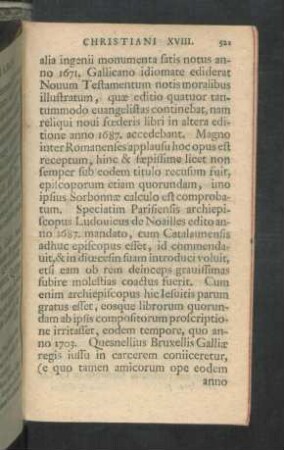 CHRISTIANI XVIII. 521
alia ingenii monumenta satis notus an-
no 1671. Gallicano idiomate ediderat
Nouum Testamentum notis moralibus
illustratum, quæ editio quatuor tan-
tummodo euangelistas continebat, nam
reliqui noui fœderis libri in altera edi-
tione anno 1687. accedebant. Magno
inter Romanenses applausu hoc opus est
receptum, hinc & sæpissime licet non
semper sub eodem titulo recusum fuit,
episcoporum etiam quorundam, imo
ipsius Sorbonnæ calculo est comproba-
tum. Speciatim Parisiensis archiepi-
scopus Ludouicus de Noailles edito an-
no 1687. mandato, cum Catalaunensis
adhuc episcopus esset, id commenda-
uit, & in diœcesin suam introduci voluit,
etsi eam ob rem deinceps grauissimas
subire molestias coactus fuerit. Cum
enim archiepiscopus hic Iesuitis parum
gratus esset, eosque librorum quorun-
dam ab ipsis compositorum proscriptio-
ne irritasset, eodem tempore, quo an-
no 1703. Quesnellius Bruxellis Galliæ
regis iussu in carcerem coniiceretur,
(e quo tamen amicorum ope eodem
anno